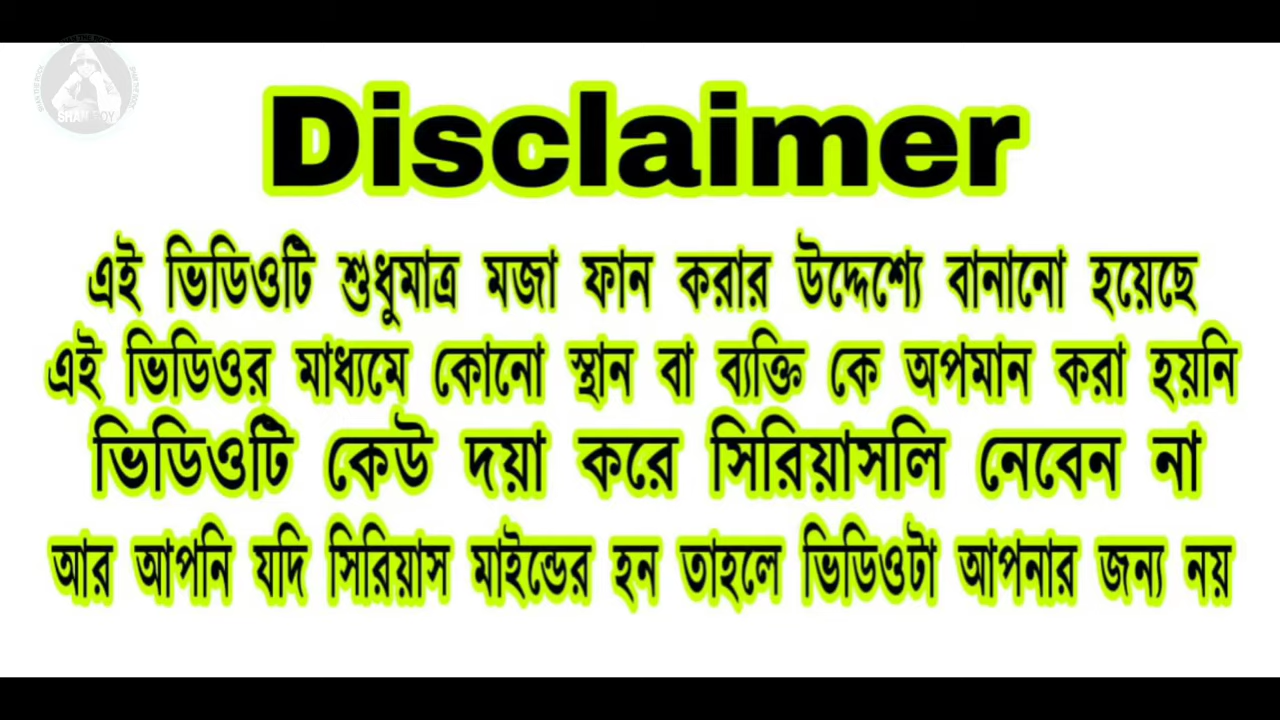 Disclaimer
এই ভিডিওটি শুধুমাত্র মজা ফান করার উদ্দেশ্যে বানানো হয়েছে
এই ভিডিওর মাধ্যমে কোনো স্থান বা ব্যক্তি কে অপমান করা হয়নি
ভিডিওটি কেউ দয়া করে সিরিয়াসলি নেবেন না
আর আপনি যদি সিরিয়াস মাইন্ডের হন তাহলে ভিডিওটা আপনার জন্য নয়